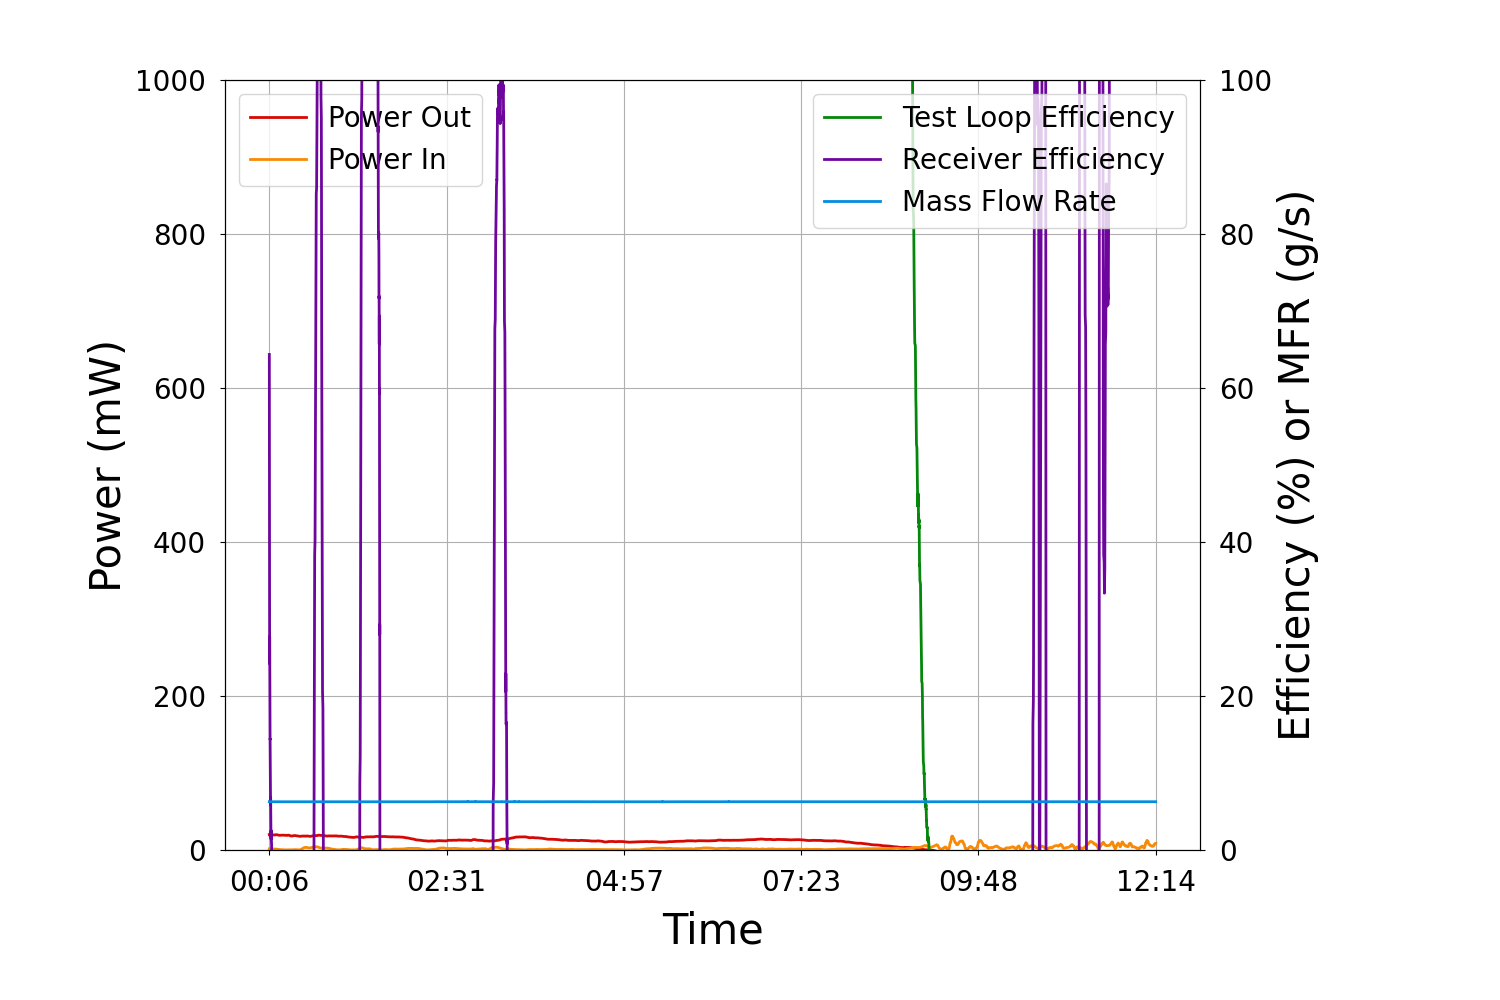 1000
800
600
400
200
0
Power (mW)
Power Out
Power In
Test Loop Efficiency
Receiver Efficiency
Mass Flow Rate
100
80
60
40
20
0
Efficiency (%) or MFR (g/s)
00:06 02:31 04:57 07:23 09:48 12:14
Time